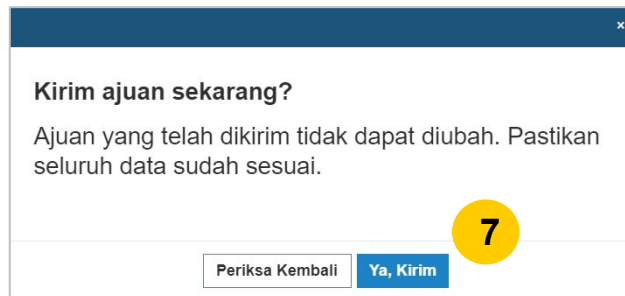 ×
Kirim ajuan sekarang?
Ajuan yang telah dikirim tidak dapat diubah. Pastikan
seluruh data sudah sesuai.
7
Periksa Kembali Ya, Kirim